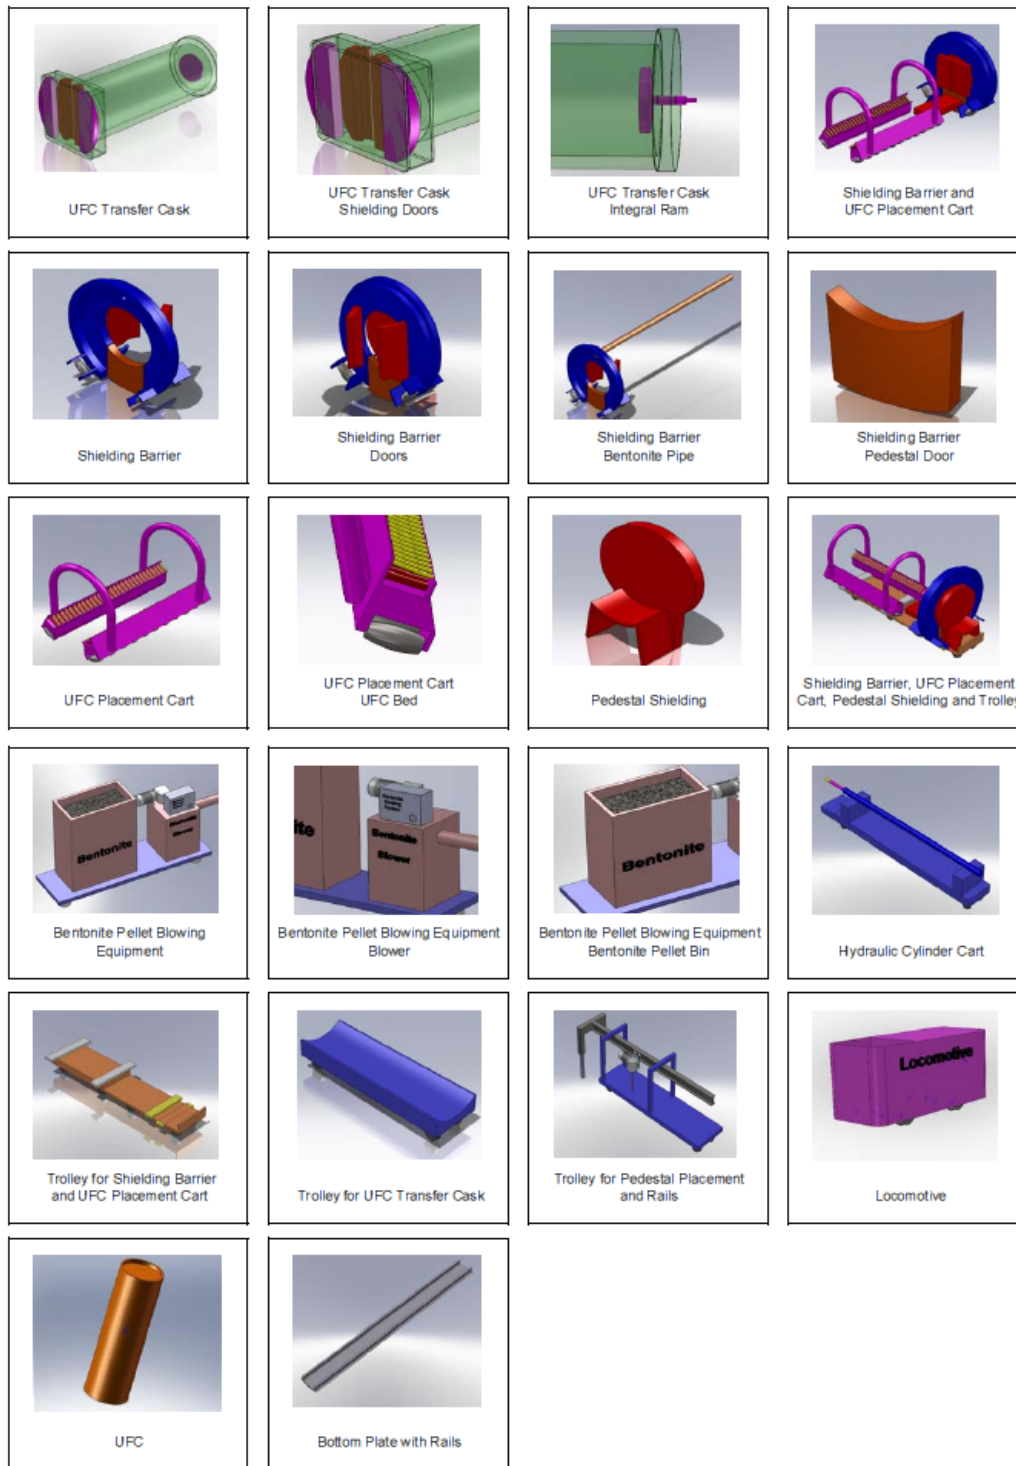 UFC Transfer Cask
UFC Transfer Cask
Shielding Doors
UFC Transfer Cask
Integral Ram
Shielding Barrier and
UFC Placement Cart
Shielding Barrier
Shielding Barrier
Doors
Shielding Barrier
Bentonite Pipe
Shielding Barrier
Pedestal Door
UFC Placement Cart
UFC Placement Cart
UFC Bed
Pedestal Shielding
Shielding Barrier, UFC Placement
Cart, Pedestal Shielding and Trolley
Bentonite
Bentonite
Blower
Bentonite Pellet Blowing
Equipment
ite
Bentonite
Blower
Bentonite Pellet Blowing Equipment
Blower
Bentonite
Bentonite Pellet Blowing Equipment
Bentonite Pellet Bin
Hydraulic Cylinder Cart
Trolley for Shielding Barrier
and UFC Placement Cart
Trolley for UFC Transfer Cask
Trolley for Pedestal Placement
and Rails
Locomotive
Locomotive
UFC
Bottom Plate with Rails